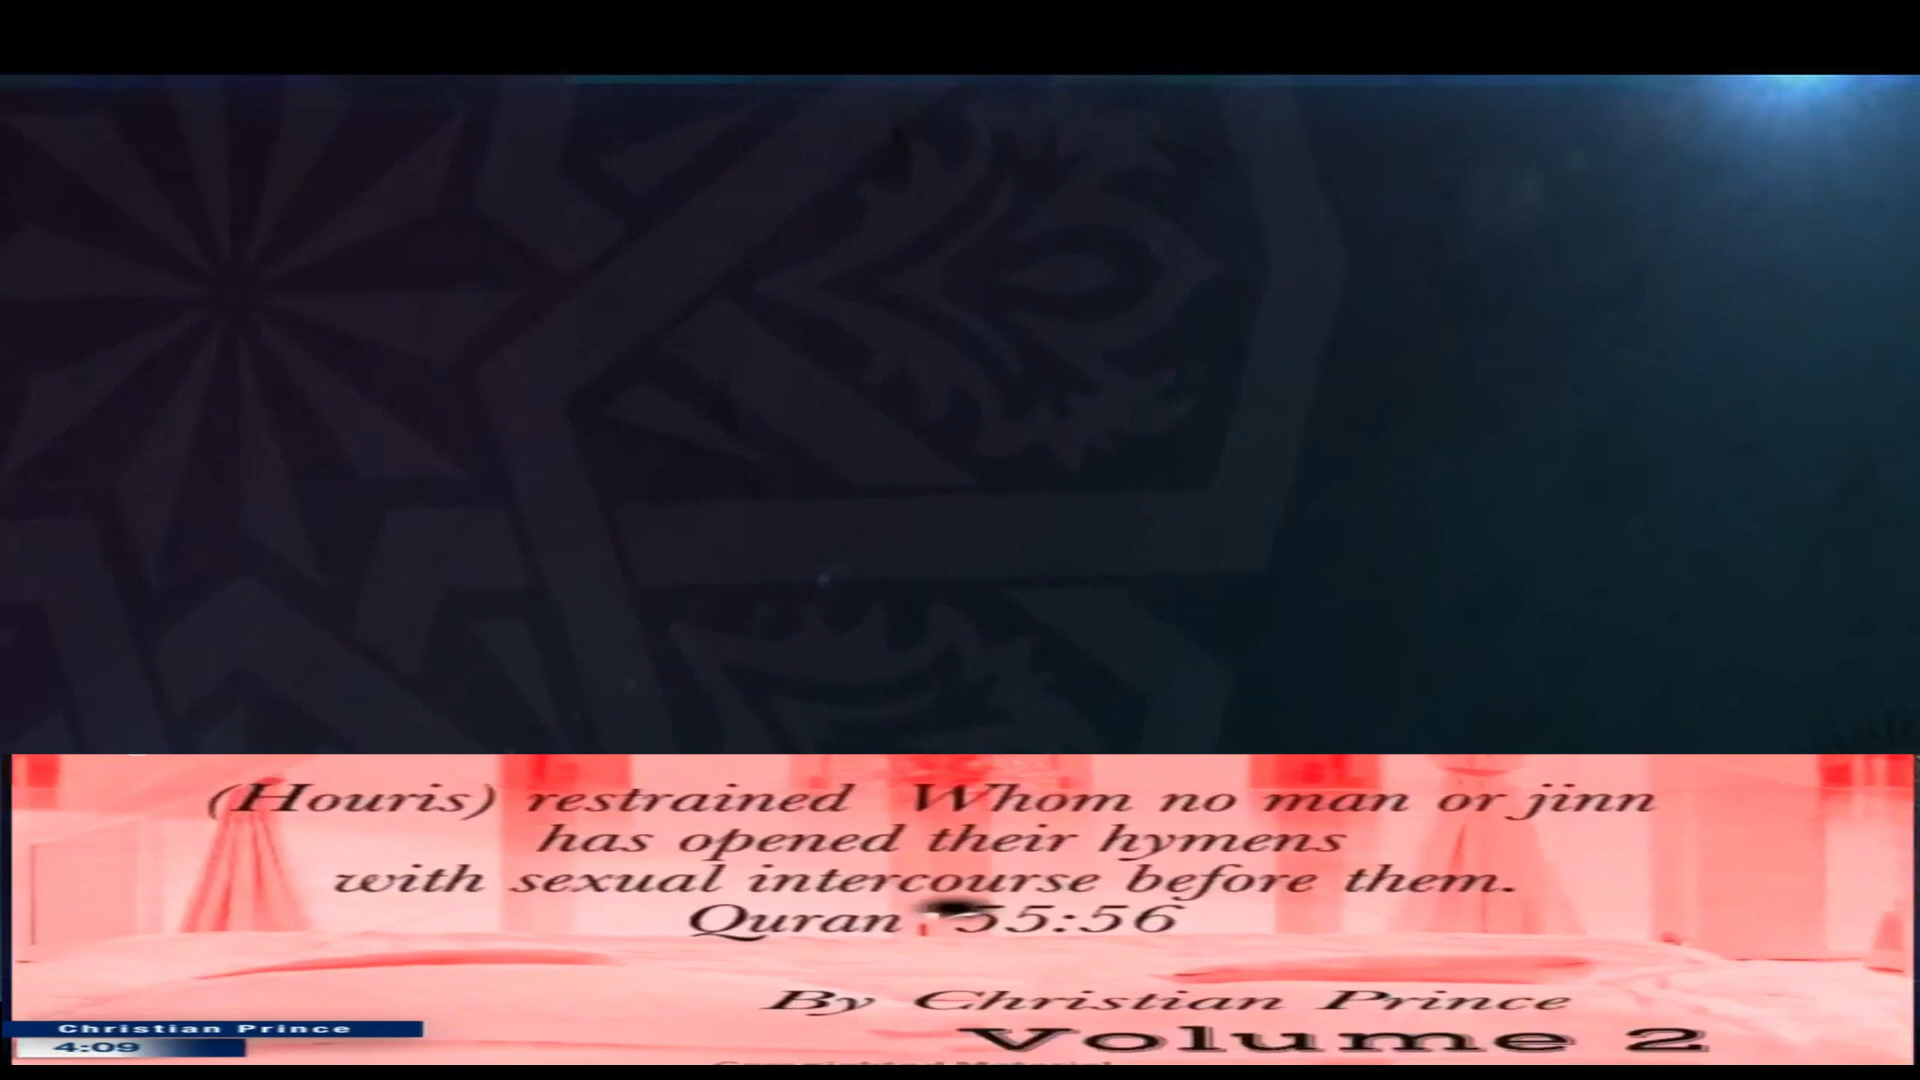 (Houris) restrained Whom no man or jinn
has opened their hymens
with sexual intercourse before them.
Quran 55:56
By Christian Prince
Volume 2
Christian Prince
4:09